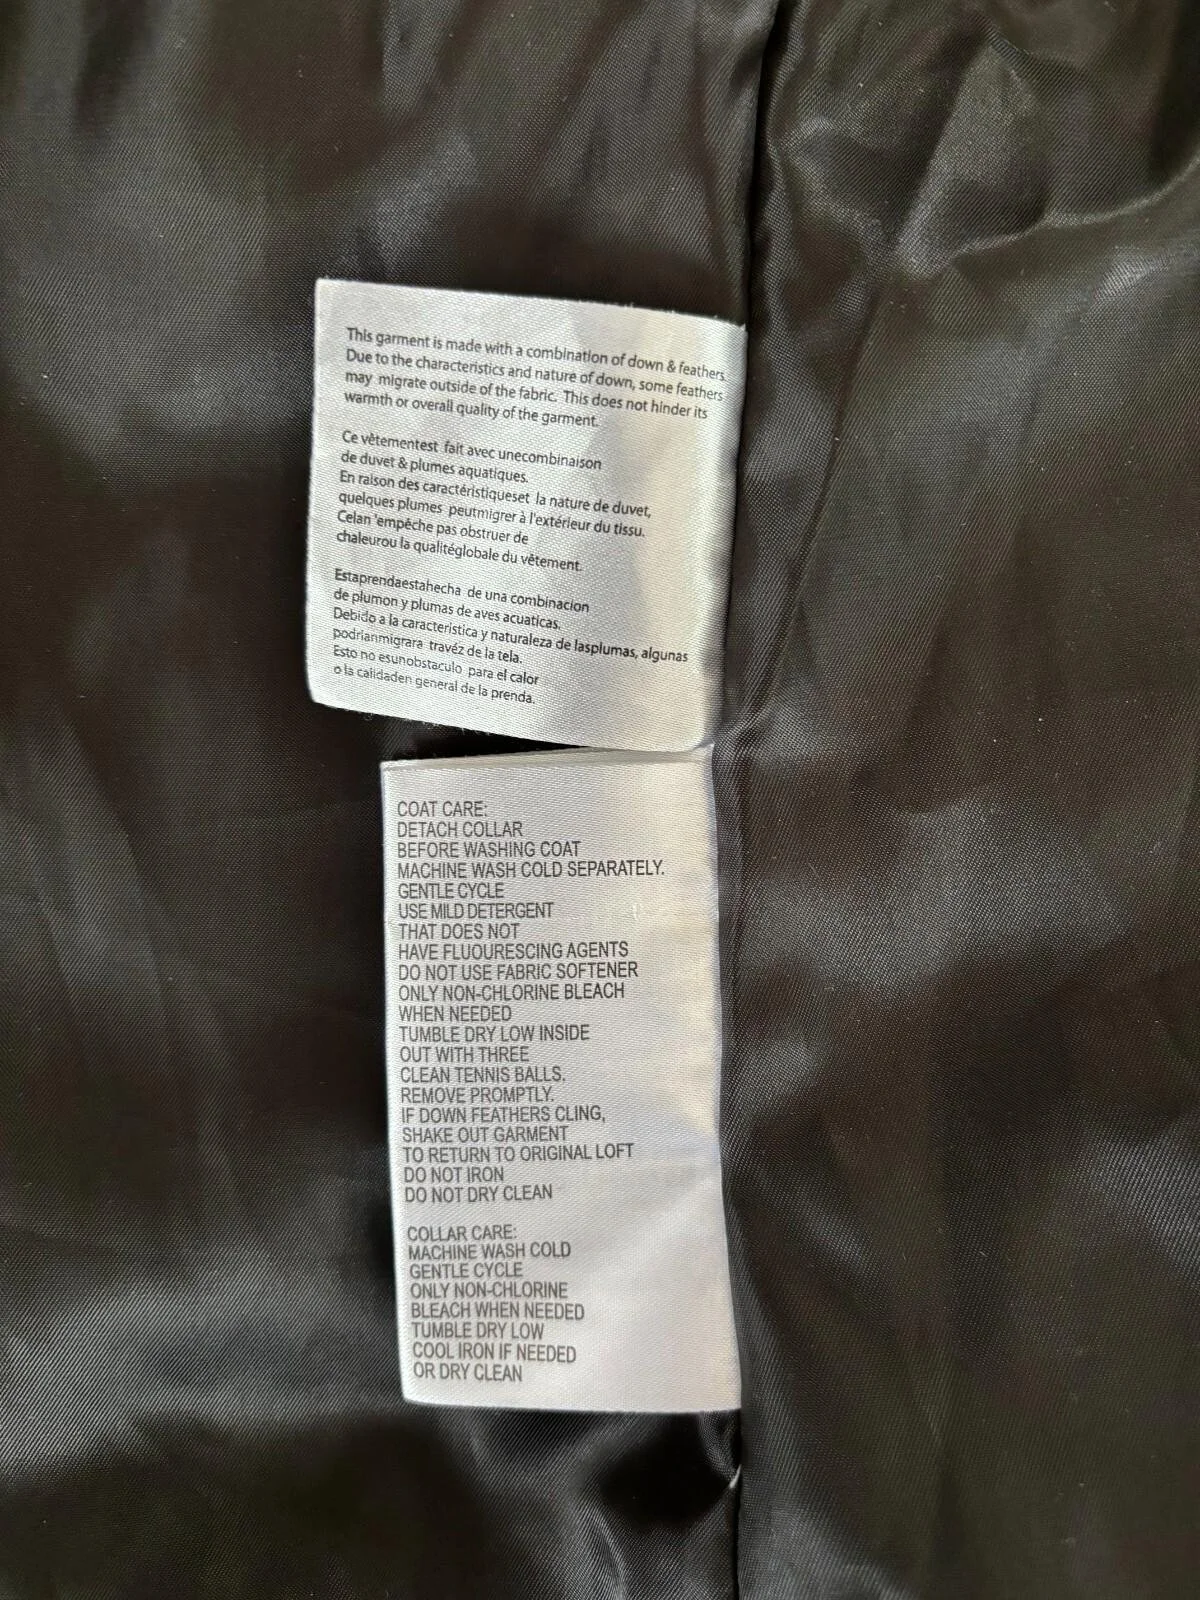 This garment is made with a combination of down & feathers.
Due to the characteristics and nature of down, some feathers
may migrate outside of the fabric. This does not hinder its
warmth or overall quality of the garment.
Ce vêtementest fait avec unecombinaison
de duvet & plumes aquatiques.
En raison des caractéristiqueset la nature de duvet,
quelques plumes peutmigrer à l'extérieur du tissu.
Celan 'empêche pas obstruer de
chaleurou la qualitéglobale du vêtement.
Estaprendaestahecha de una combinacion
de plumon y plumas de aves acuaticas.
Debido a la caracteristica y naturaleza de lasplumas, algunas
podrianmigrara travéz de la tela.
Esto no esunobstaculo para el calor
o la calidaden general de la prenda.
COAT CARE:
DETACH COLLAR
BEFORE WASHING COAT
MACHINE WASH COLD SEPARATELY.
GENTLE CYCLE
USE MILD DETERGENT
THAT DOES NOT
HAVE FLUOURESCING AGENTS
DO NOT USE FABRIC SOFTENER
ONLY NON-CHLORINE BLEACH
WHEN NEEDED
TUMBLE DRY LOW INSIDE
OUT WITH THREE
CLEAN TENNIS BALLS.
REMOVE PROMPTLY.
IF DOWN FEATHERS CLING,
SHAKE OUT GARMENT
TO RETURN TO ORIGINAL LOFT
DO NOT IRON
DO NOT DRY CLEAN
COLLAR CARE:
MACHINE WASH COLD
GENTLE CYCLE
ONLY NON-CHLORINE
BLEACH WHEN NEEDED
TUMBLE DRY LOW
COOL IRON IF NEEDED
OR DRY CLEAN